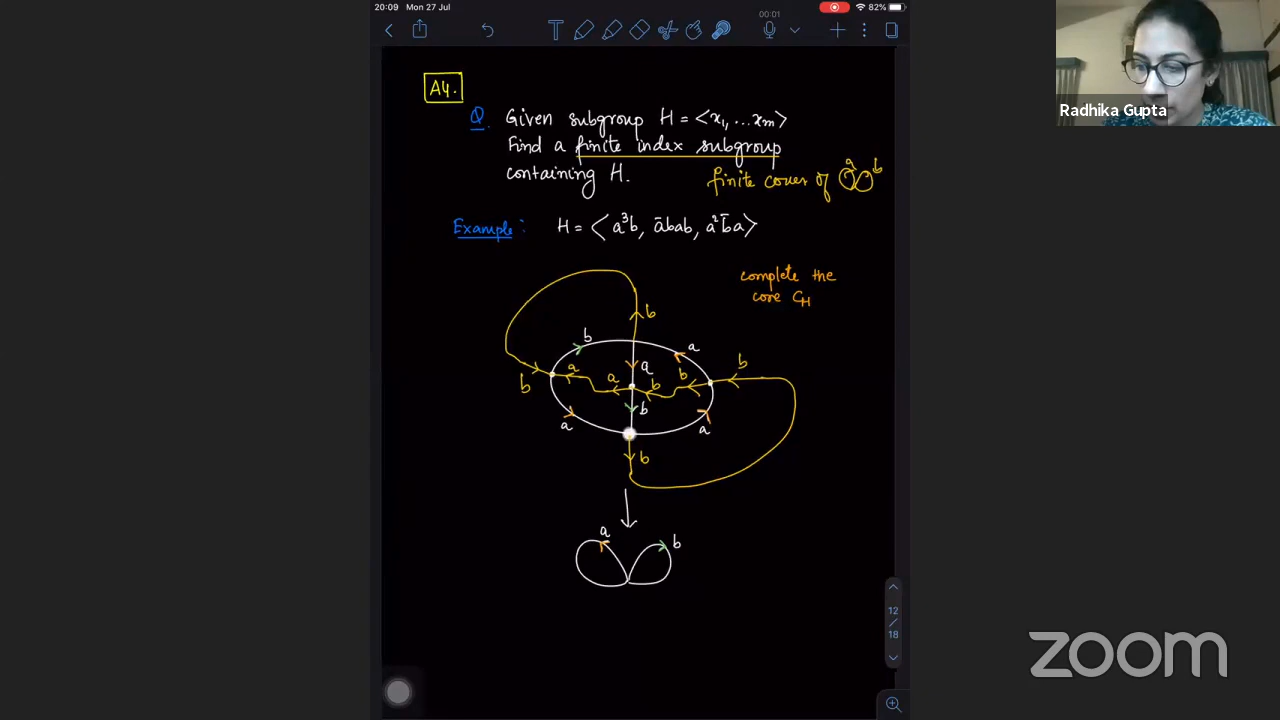 20:09 Mon 27 Jul
00:01
82%
A4.
Q. Given subgroup H = <x₁, ... xₘ>
Find a finite index subgroup
containing H.
finite cover of
a b
Example: H = < a³b, ābab, a²b̄a >
complete the
core C_H
b
b a
a b
b a a b b
b
a a
b
a b
12
/
18
Radhika Gupta
zoom